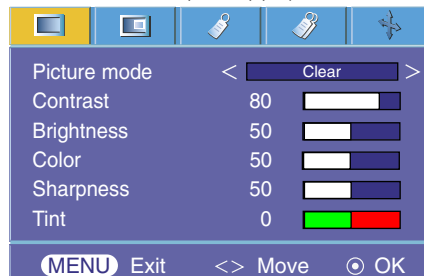 Picture mode < Clear >
Contrast 80
Brightness 50
Color 50
Sharpness 50
Tint 0
MENU Exit <> Move ⊙ OK